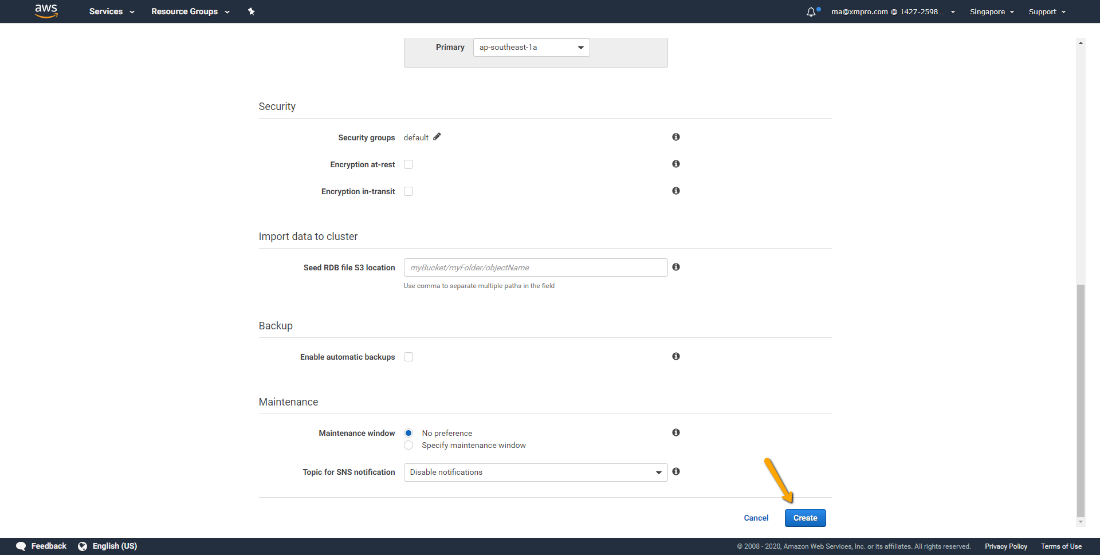 aws Services Resource Groups ma@xmpro.com @ 1427-2598... Singapore Support
Primary ap-southeast-1a
Security
Security groups default
Encryption at-rest
Encryption in-transit
Import data to cluster
Seed RDB file S3 location myBucket/myFolder/objectName
Use comma to separate multiple paths in the field
Backup
Enable automatic backups
Maintenance
Maintenance window No preference
Specify maintenance window
Topic for SNS notification Disable notifications
Cancel Create
Feedback English (US) © 2008 - 2020, Amazon Web Services, Inc. or its affiliates. All rights reserved. Privacy Policy Terms of Use